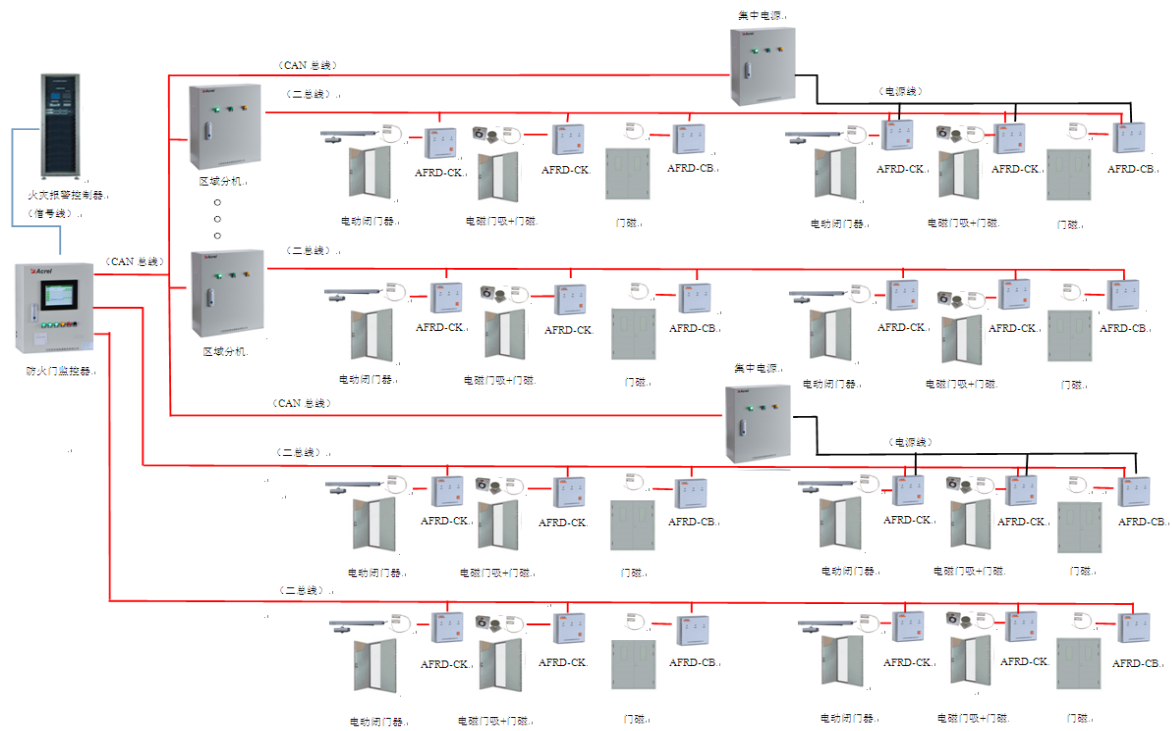 集中电源
Acrel
（CAN 总线）
（二总线）
（电源线）
Acrel
火灾报警控制器
（信号线）
区域分机
AFRD-CK
AFRD-CK
AFRD-CB
AFRD-CK
AFRD-CK
AFRD-CB
电动闭门器
电磁门吸+门磁
门磁
电动闭门器
电磁门吸+门磁
门磁
（CAN 总线）
（二总线）
Acrel
Acrel
防火门监控器
区域分机
AFRD-CK
AFRD-CK
AFRD-CB
AFRD-CK
AFRD-CK
AFRD-CB
电动闭门器
电磁门吸+门磁
门磁
电动闭门器
电磁门吸+门磁
门磁
集中电源
Acrel
（CAN 总线）
（电源线）
（二总线）
AFRD-CK
AFRD-CK
AFRD-CB
AFRD-CK
AFRD-CK
AFRD-CB
电动闭门器
电磁门吸+门磁
门磁
电动闭门器
电磁门吸+门磁
门磁
（二总线）
AFRD-CK
AFRD-CK
AFRD-CB
AFRD-CK
AFRD-CK
AFRD-CB
电动闭门器
电磁门吸+门磁
门磁
电动闭门器
电磁门吸+门磁
门磁